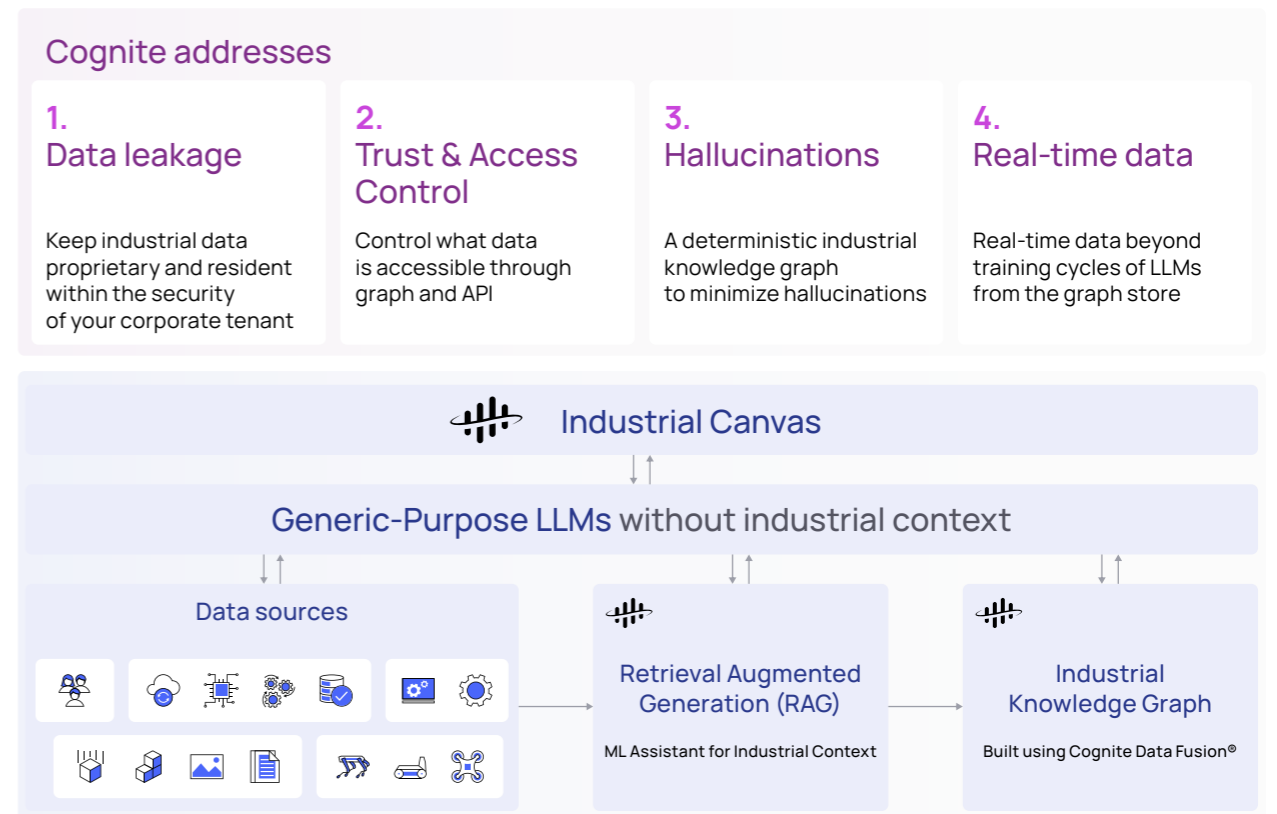 Cognite addresses
1.
Data leakage
Keep industrial data
proprietary and resident
within the security
of your corporate tenant
2.
Trust & Access
Control
Control what data
is accessible through
graph and API
3.
Hallucinations
A deterministic industrial
knowledge graph
to minimize hallucinations
4.
Real-time data
Real-time data beyond
training cycles of LLMs
from the graph store
Industrial Canvas
Generic-Purpose LLMs without industrial context
Data sources
Retrieval Augmented
Generation (RAG)
ML Assistant for Industrial Context
Industrial
Knowledge Graph
Built using Cognite Data Fusion®